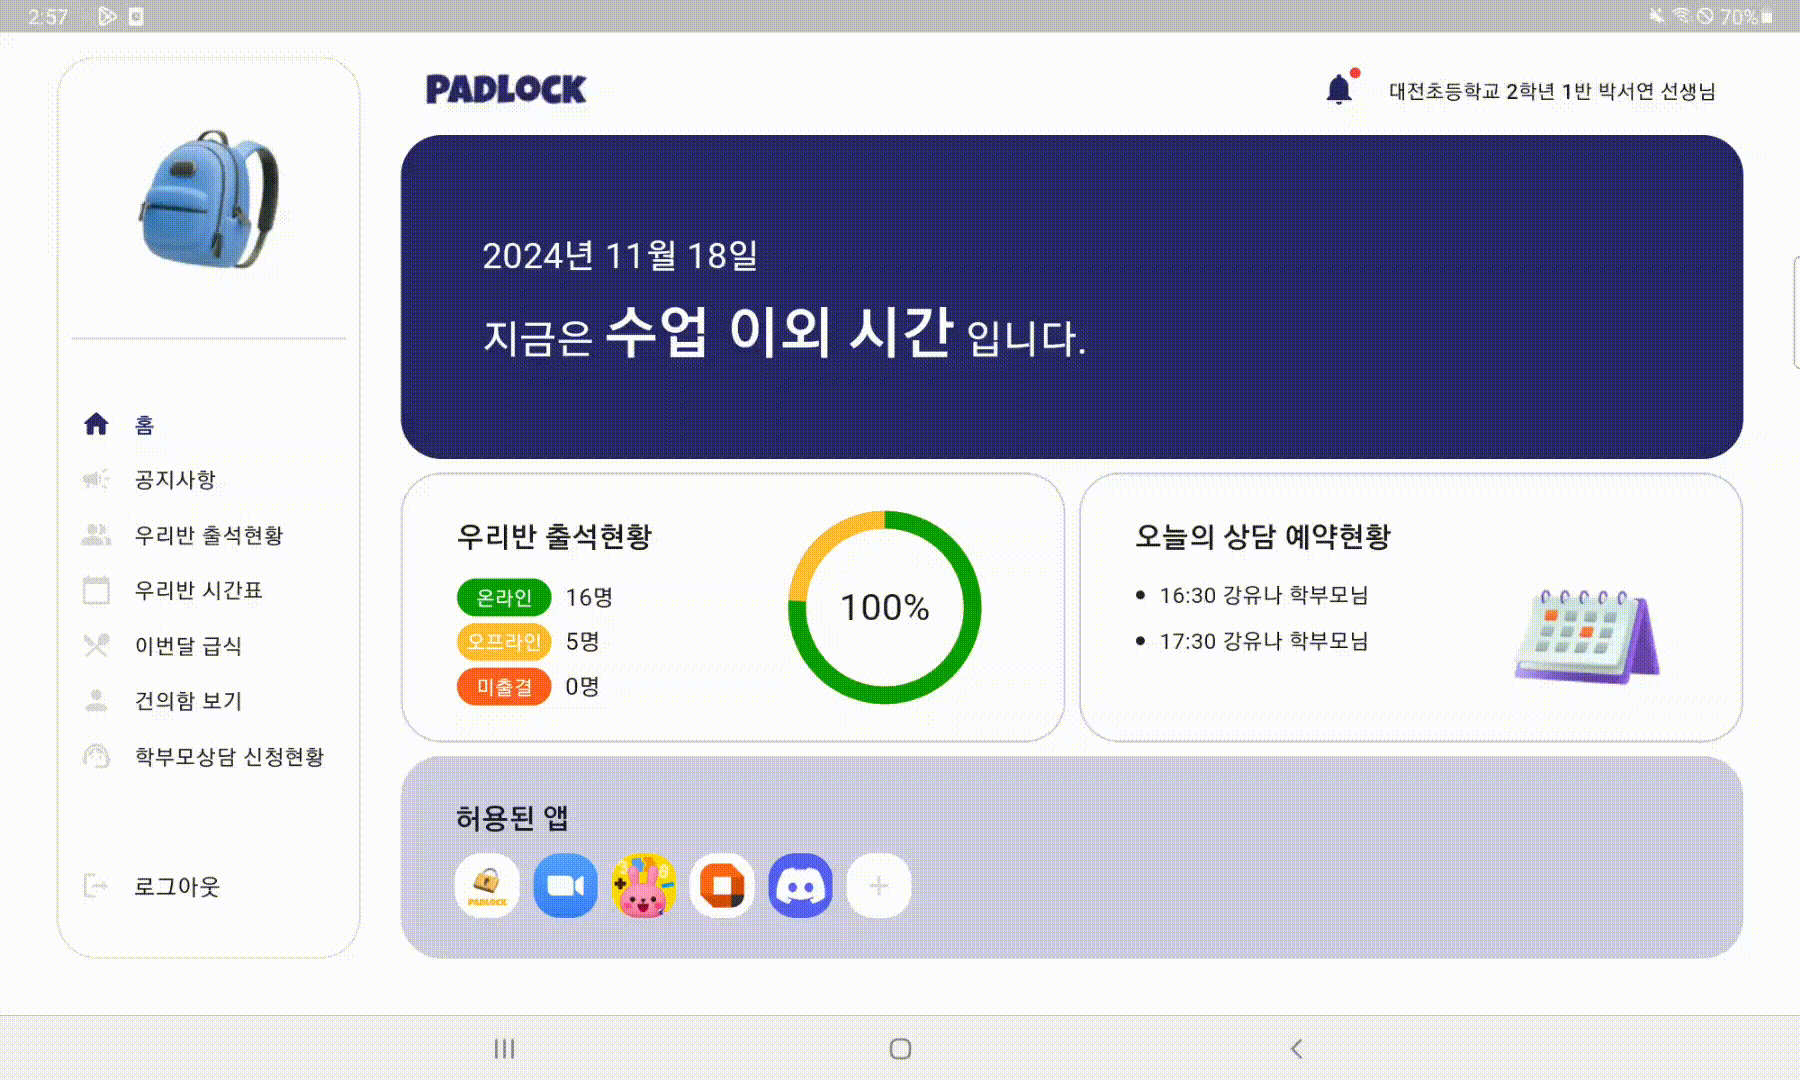 2:57
70%
PADLOCK
대전초등학교 2학년 1반 박서연 선생님
2024년 11월 18일
지금은 수업 이외 시간 입니다.
홈
공지사항
우리반 출석현황
우리반 시간표
이번달 급식
건의함 보기
학부모상담 신청현황
로그아웃
우리반 출석현황
온라인 16명
오프라인 5명
미출결 0명
100%
오늘의 상담 예약현황
• 16:30 강유나 학부모님
• 17:30 강유나 학부모님
허용된 앱
PADLOCK
+